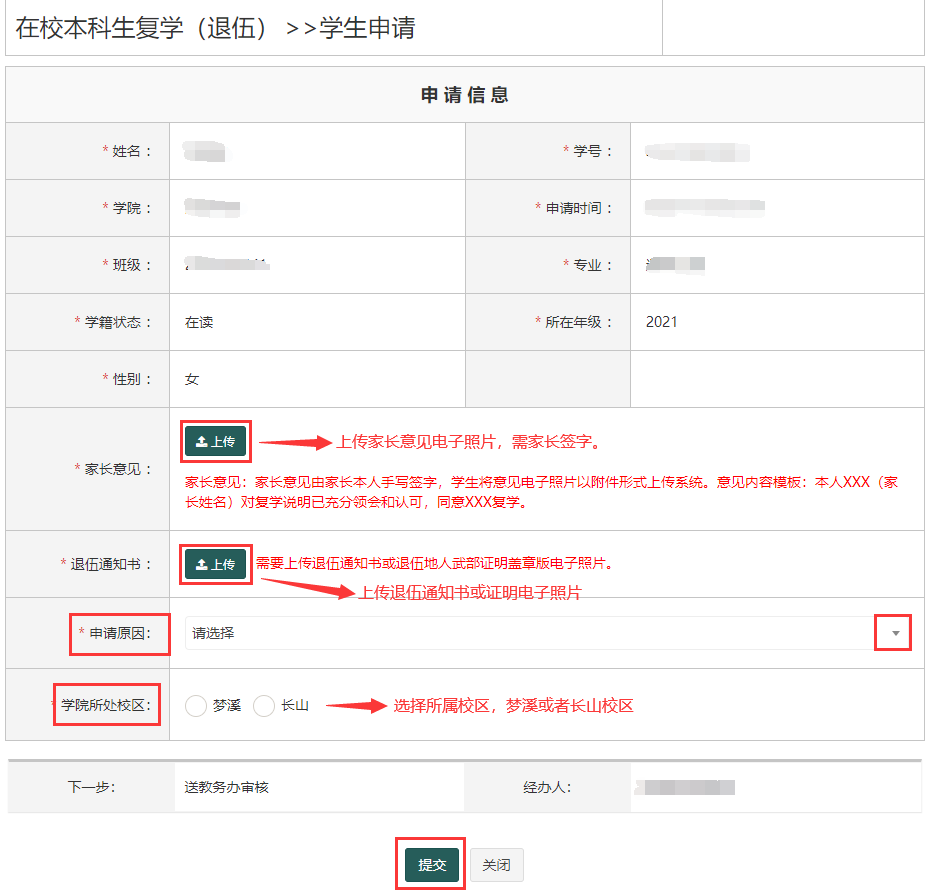 在校本科生复学（退伍） >>学生申请
申请信息
* 姓名：
* 学号：
* 学院：
* 申请时间：
* 班级：
* 专业：
* 学籍状态： 在读
* 所在年级： 2021
* 性别： 女
* 家长意见：
上传 上传家长意见电子照片，需家长签字。
家长意见：家长意见由家长本人手写签字，学生将意见电子照片以附件形式上传系统。意见内容模板：本人XXX（家
长姓名）对复学说明已充分领会和认可，同意XXX复学。
* 退伍通知书： 上传 需要上传退伍通知书或退伍地人武部证明盖章版电子照片。
上传退伍通知书或证明电子照片
* 申请原因： 请选择
* 学院所处校区： 梦溪 长山 选择所属校区，梦溪或者长山校区
下一步： 送教务办审核 经办人：
提交 关闭